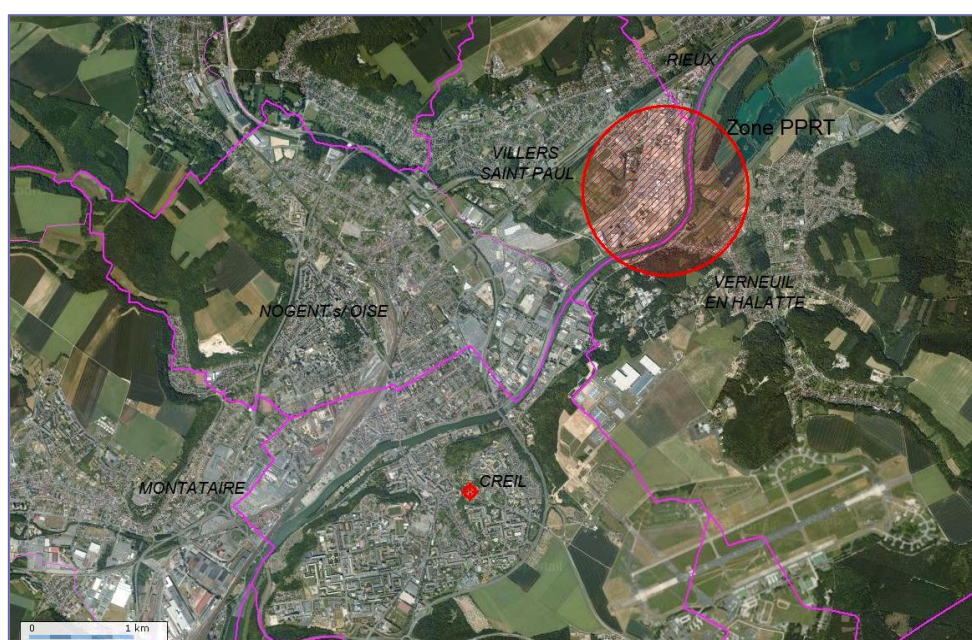 RIEUX
Zone PPRT
VILLERS
SAINT PAUL
VERNEUIL
EN HALATTE
NOGENT s/ OISE
CREIL
MONTATAIRE
0 1 km